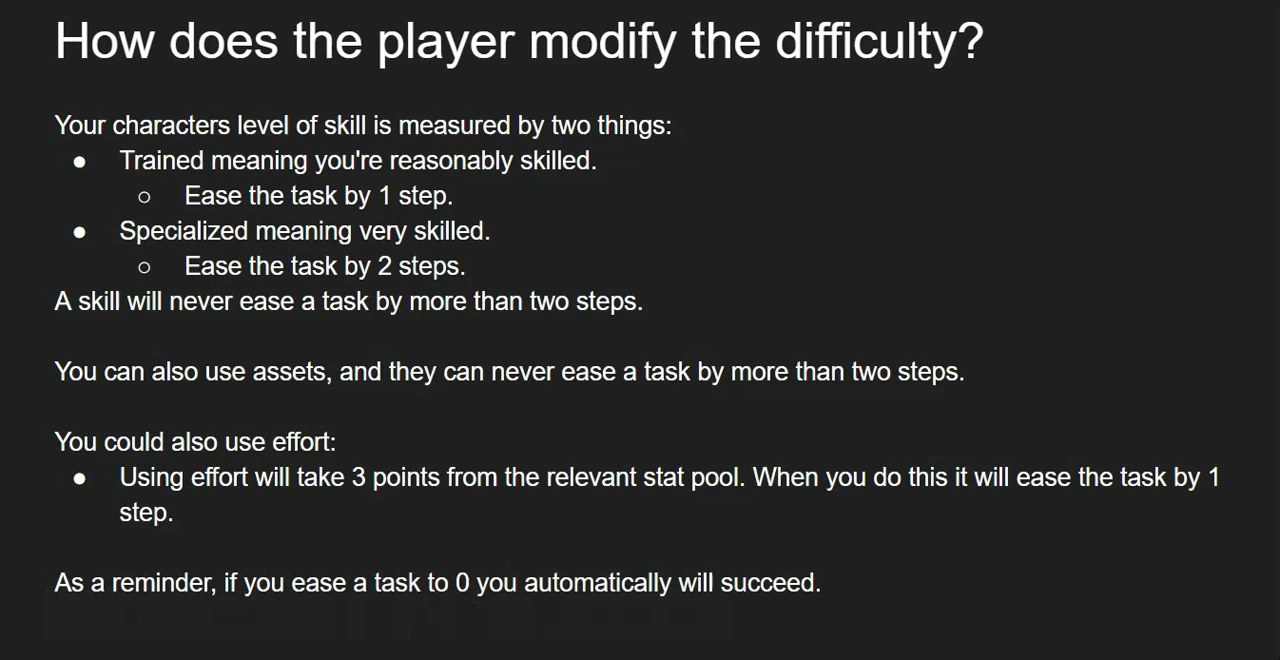 How does the player modify the difficulty?
Your characters level of skill is measured by two things:
● Trained meaning you're reasonably skilled.
○ Ease the task by 1 step.
● Specialized meaning very skilled.
○ Ease the task by 2 steps.
A skill will never ease a task by more than two steps.
You can also use assets, and they can never ease a task by more than two steps.
You could also use effort:
● Using effort will take 3 points from the relevant stat pool. When you do this it will ease the task by 1
step.
As a reminder, if you ease a task to 0 you automatically will succeed.